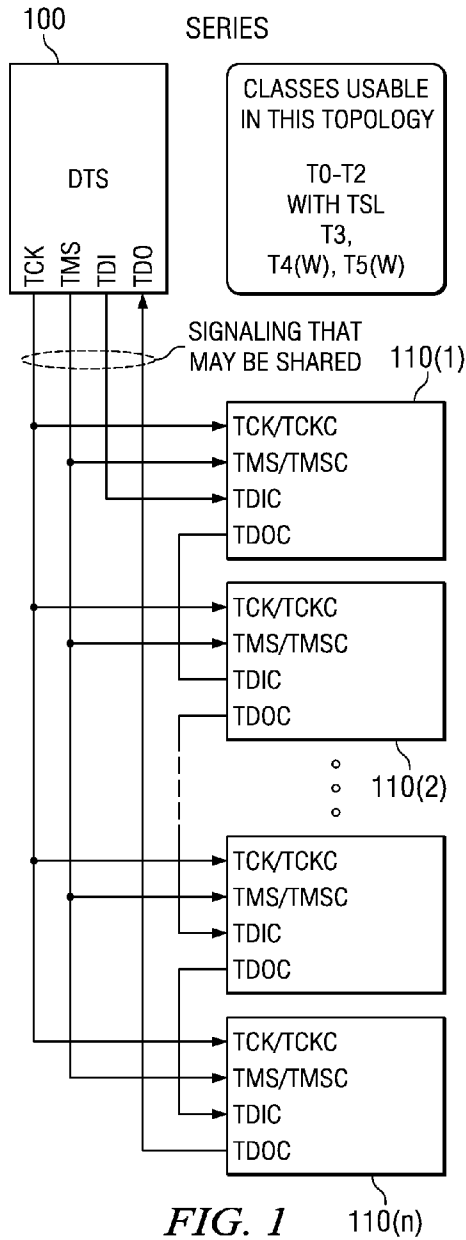 100
SERIES
DTS
TCK
TMS
TDI
TDO
CLASSES USABLE
IN THIS TOPOLOGY
T0-T2
WITH TSL
T3,
T4(W), T5(W)
SIGNALING THAT
MAY BE SHARED
110(1)
TCK/TCKC
TMS/TMSC
TDIC
TDOC
TCK/TCKC
TMS/TMSC
TDIC
TDOC
110(2)
TCK/TCKC
TMS/TMSC
TDIC
TDOC
TCK/TCKC
TMS/TMSC
TDIC
TDOC
FIG. 1
110(n)